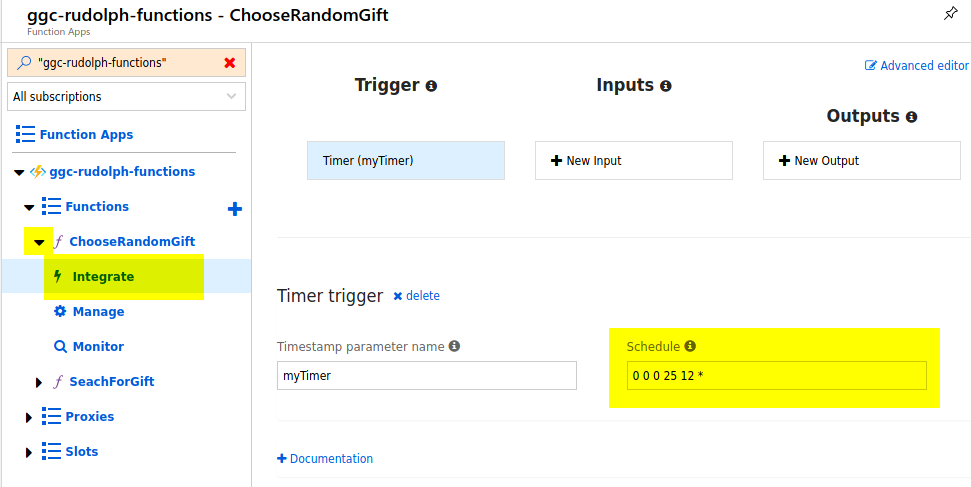 ggc-rudolph-functions - ChooseRandomGift
Function Apps
"ggc-rudolph-functions"
All subscriptions
Function Apps
ggc-rudolph-functions
Functions
ChooseRandomGift
Integrate
Manage
Monitor
SeachForGift
Proxies
Slots
Advanced editor
Trigger
Inputs
Outputs
Timer (myTimer)
New Input
New Output
Timer trigger delete
Timestamp parameter name
Schedule
myTimer
0 0 0 25 12 *
Documentation